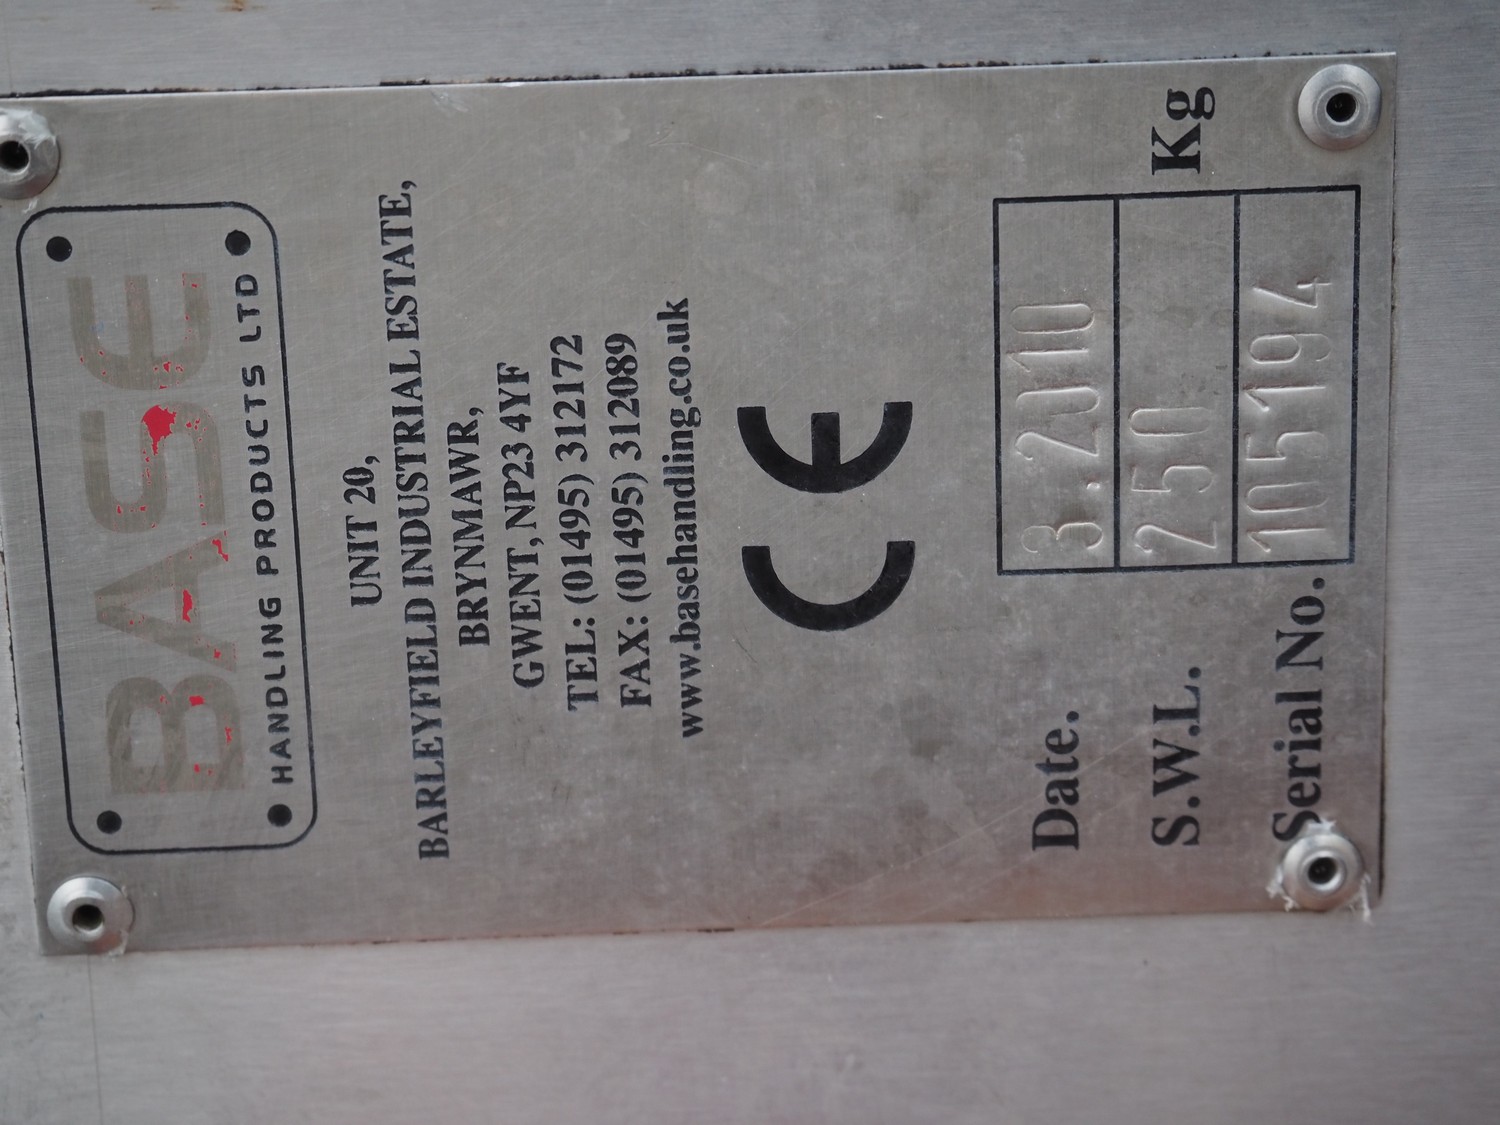 BASE
HANDLING PRODUCTS LTD
UNIT 20,
BARLEYFIELD INDUSTRIAL ESTATE,
BRYNMAWR,
GWENT, NP23 4YF
TEL: (01495) 312172
FAX: (01495) 312089
www.basehandling.co.uk
CE
Date. 3.2010
S.W.L. 250 Kg
Serial No. 105194